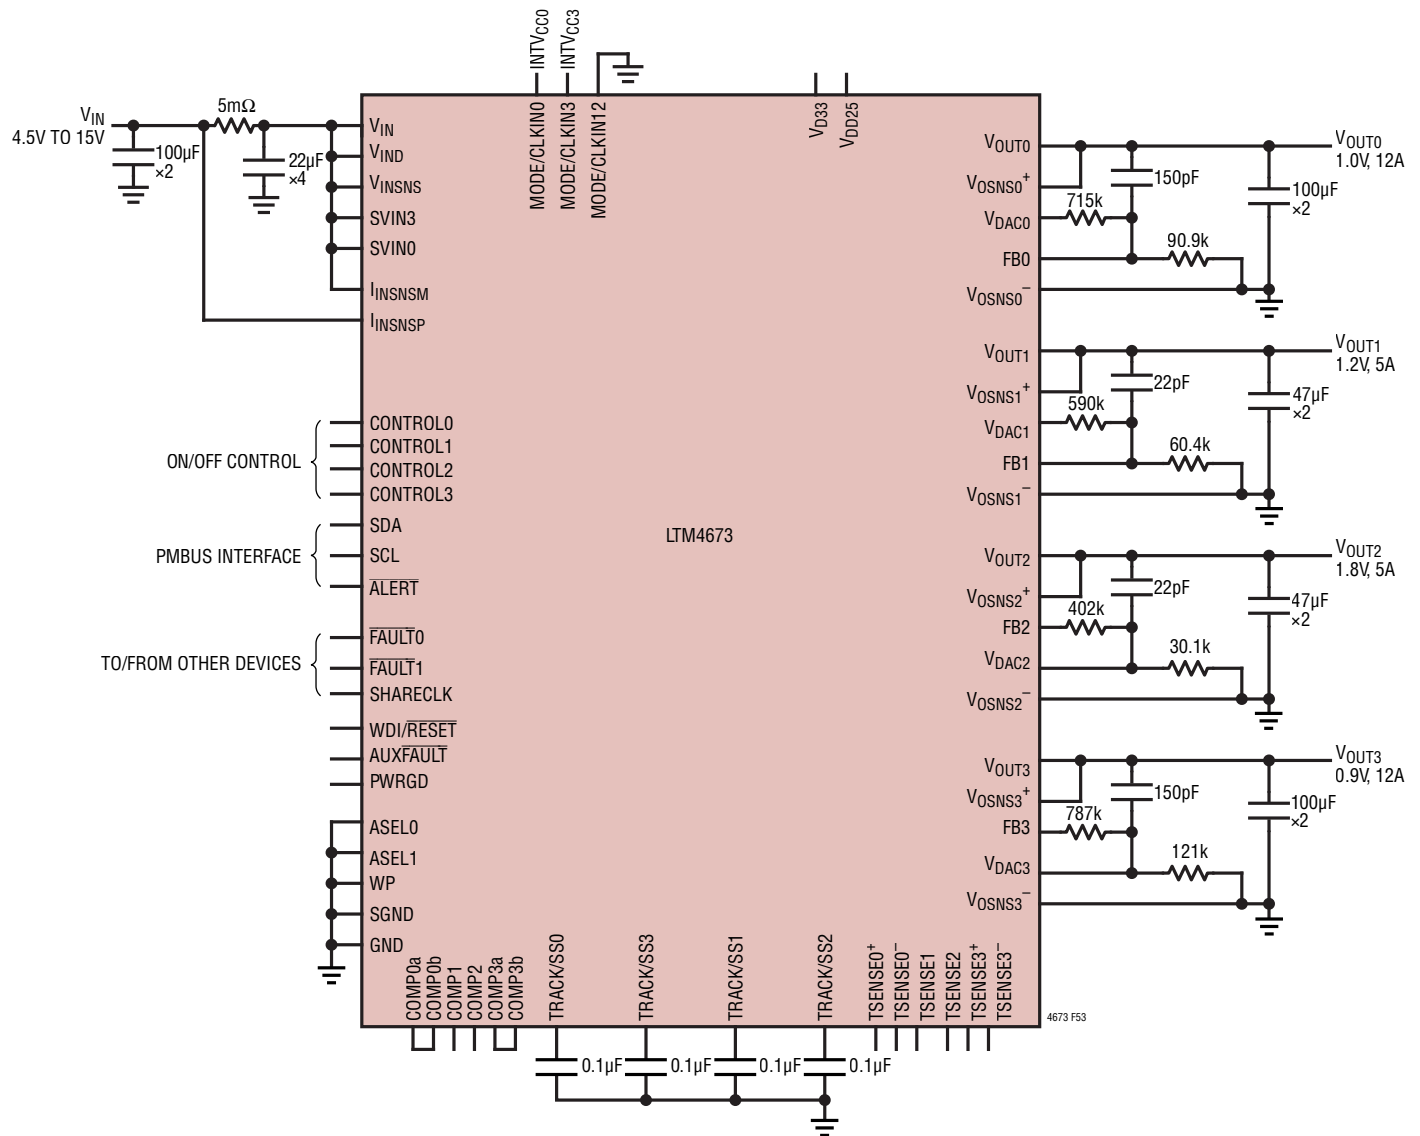 INTVCC0
INTVCC3
MODE/CLKIN0
MODE/CLKIN3
MODE/CLKIN12
VD33
VDD25
VIN
4.5V TO 15V
5mΩ
100µF
×2
22µF
×4
VIN
VIND
VINSNS
SVIN3
SVIN0
IINSNSM
IINSNSP
ON/OFF CONTROL
CONTROL0
CONTROL1
CONTROL2
CONTROL3
PMBUS INTERFACE
SDA
SCL
ALERT
TO/FROM OTHER DEVICES
FAULT0
FAULT1
SHARECLK
WDI/RESET
AUXFAULT
PWRGD
ASEL0
ASEL1
WP
SGND
GND
LTM4673
VOUT0
VOSNS0+
VDAC0
FB0
VOSNS0–
715k
150pF
90.9k
100µF
×2
VOUT0
1.0V, 12A
VOUT1
VOSNS1+
VDAC1
FB1
VOSNS1–
590k
22pF
60.4k
47µF
×2
VOUT1
1.2V, 5A
VOUT2
VOSNS2+
FB2
VDAC2
VOSNS2–
402k
22pF
30.1k
47µF
×2
VOUT2
1.8V, 5A
VOUT3
VOSNS3+
FB3
VDAC3
VOSNS3–
787k
150pF
121k
100µF
×2
VOUT3
0.9V, 12A
COMP0a
COMP0b
COMP1
COMP2
COMP3a
COMP3b
TRACK/SS0
TRACK/SS3
TRACK/SS1
TRACK/SS2
TSENSE0+
TSENSE0–
TSENSE1
TSENSE2
TSENSE3+
TSENSE3–
4673 F53
0.1µF
0.1µF
0.1µF
0.1µF